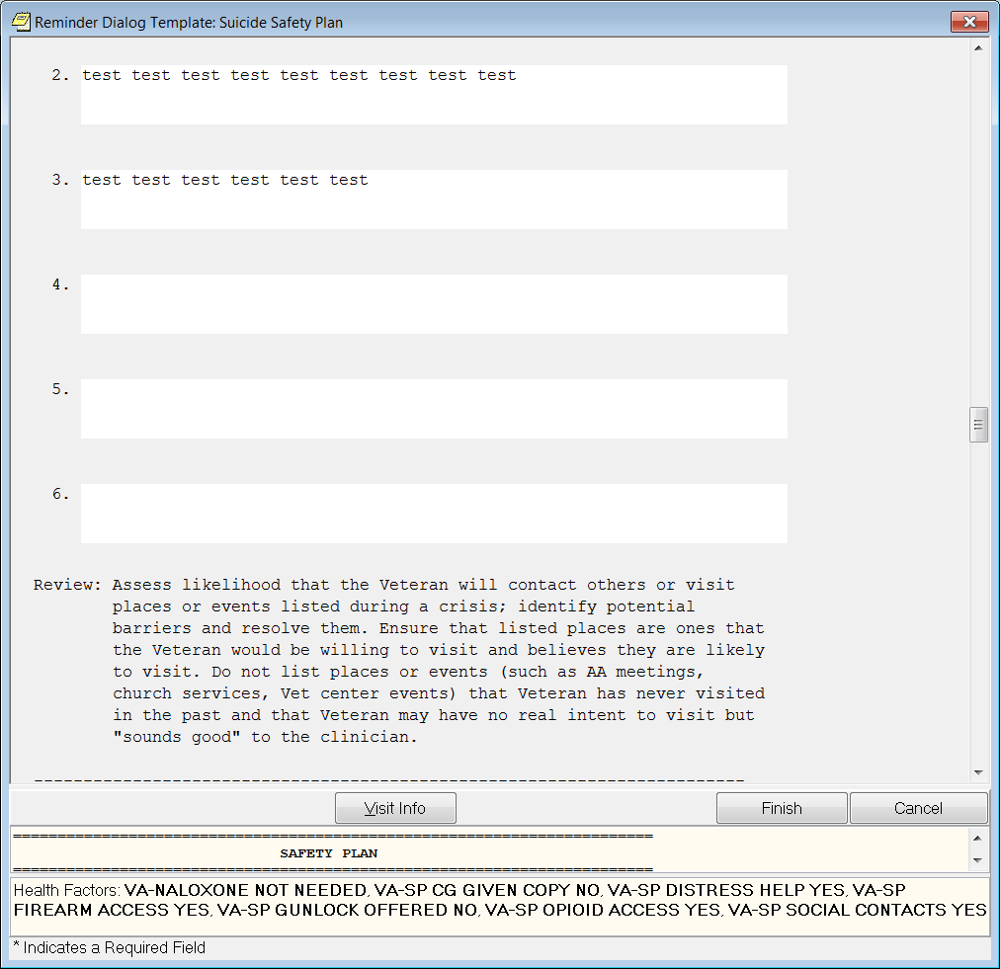 Reminder Dialog Template: Suicide Safety Plan
2. test test test test test test test test test
3. test test test test test test
4.
5.
6.
Review: Assess likelihood that the Veteran will contact others or visit
places or events listed during a crisis; identify potential
barriers and resolve them. Ensure that listed places are ones that
the Veteran would be willing to visit and believes they are likely
to visit. Do not list places or events (such as AA meetings,
church services, Vet center events) that Veteran has never visited
in the past and that Veteran may have no real intent to visit but
"sounds good" to the clinician.
------------------------------------------------------------------------
Visit Info Finish Cancel
========================================================================
SAFETY PLAN
========================================================================
Health Factors: VA-NALOXONE NOT NEEDED, VA-SP CG GIVEN COPY NO, VA-SP DISTRESS HELP YES, VA-SP
FIREARM ACCESS YES, VA-SP GUNLOCK OFFERED NO, VA-SP OPIOID ACCESS YES, VA-SP SOCIAL CONTACTS YES
* Indicates a Required Field